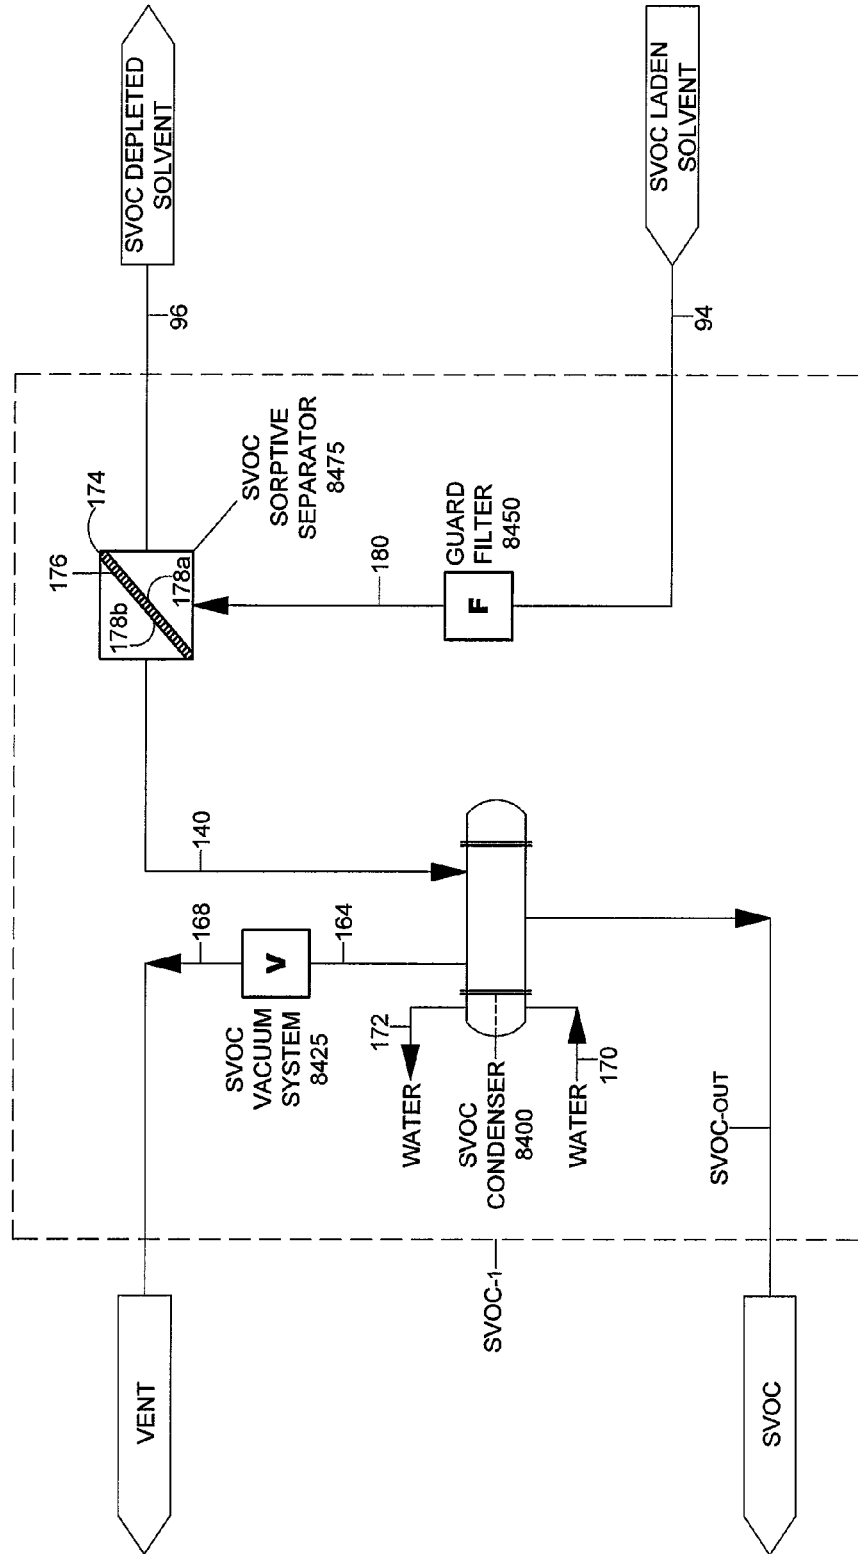 VENT
SVOC
SVOC-1
SVOC-OUT
168
SVOC
VACUUM
SYSTEM
8425
V
164
172
WATER
SVOC
CONDENSER
8400
WATER
170
140
176
174
178b
178a
SVOC
SORPTIVE
SEPARATOR
8475
180
GUARD
FILTER
8450
F
96
94
SVOC DEPLETED
SOLVENT
SVOC LADEN
SOLVENT